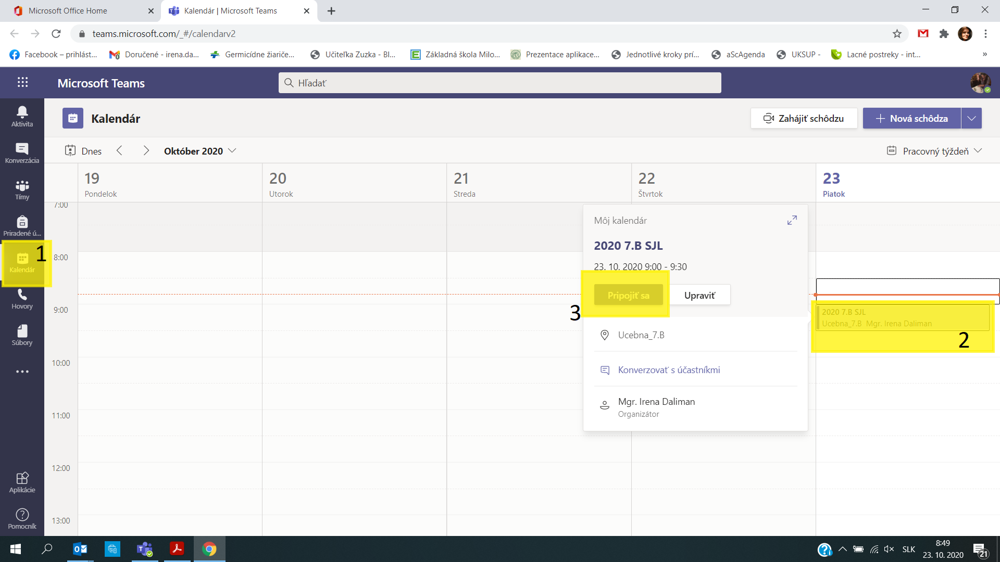 Microsoft Office Home
Kalendár | Microsoft Teams
teams.microsoft.com/_#/calendarv2
Facebook – prihlást...
Doručené - irena.da...
Germicídne žiariče...
Učiteľka Zuzka - Bl...
Základná škola Milo...
Prezentace aplikace...
Jednotlivé kroky prí...
aScAgenda
UKSUP -
Lacné postreky - int...
»
Microsoft Teams
Hľadať
Kalendár
Zahájiť schôdzu
Nová schôdza
Dnes
Október 2020
Pracovný týždeň
Aktivita
Konverzácia
Tímy
Priradené ú...
Kalendár
1
Hovory
Súbory
Aplikácie
Pomocník
19
Pondelok
20
Utorok
21
Streda
22
Štvrtok
23
Piatok
7:00
8:00
9:00
10:00
11:00
12:00
13:00
Môj kalendár
2020 7.B SJL
23. 10. 2020 9:00 - 9:30
Pripojiť sa
Upraviť
3
Ucebna_7.B
Konverzovať s účastníkmi
Mgr. Irena Daliman
Organizátor
2020 7.B SJL
Ucebna_7.B Mgr. Irena Daliman
2
SLK
8:49
23. 10. 2020
21